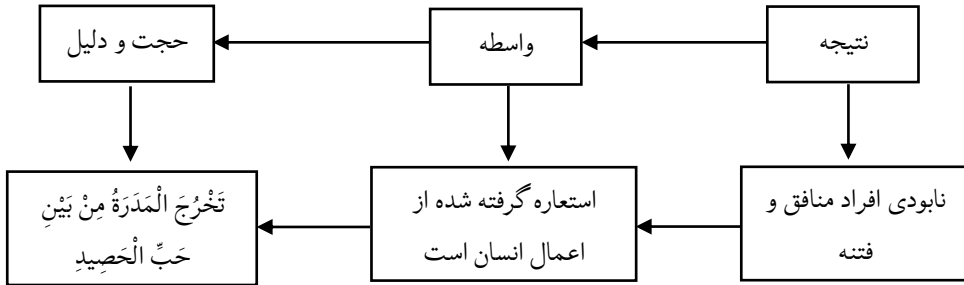 نتیجه
واسطه
حجت و دلیل
نابودی افراد منافق و
فتنه
استعاره گرفته شده از
اعمال انسان است
تَخْرُجَ الْمَدَرَةُ مِنْ بَيْنِ
حَبِّ الْحَصِيدِ